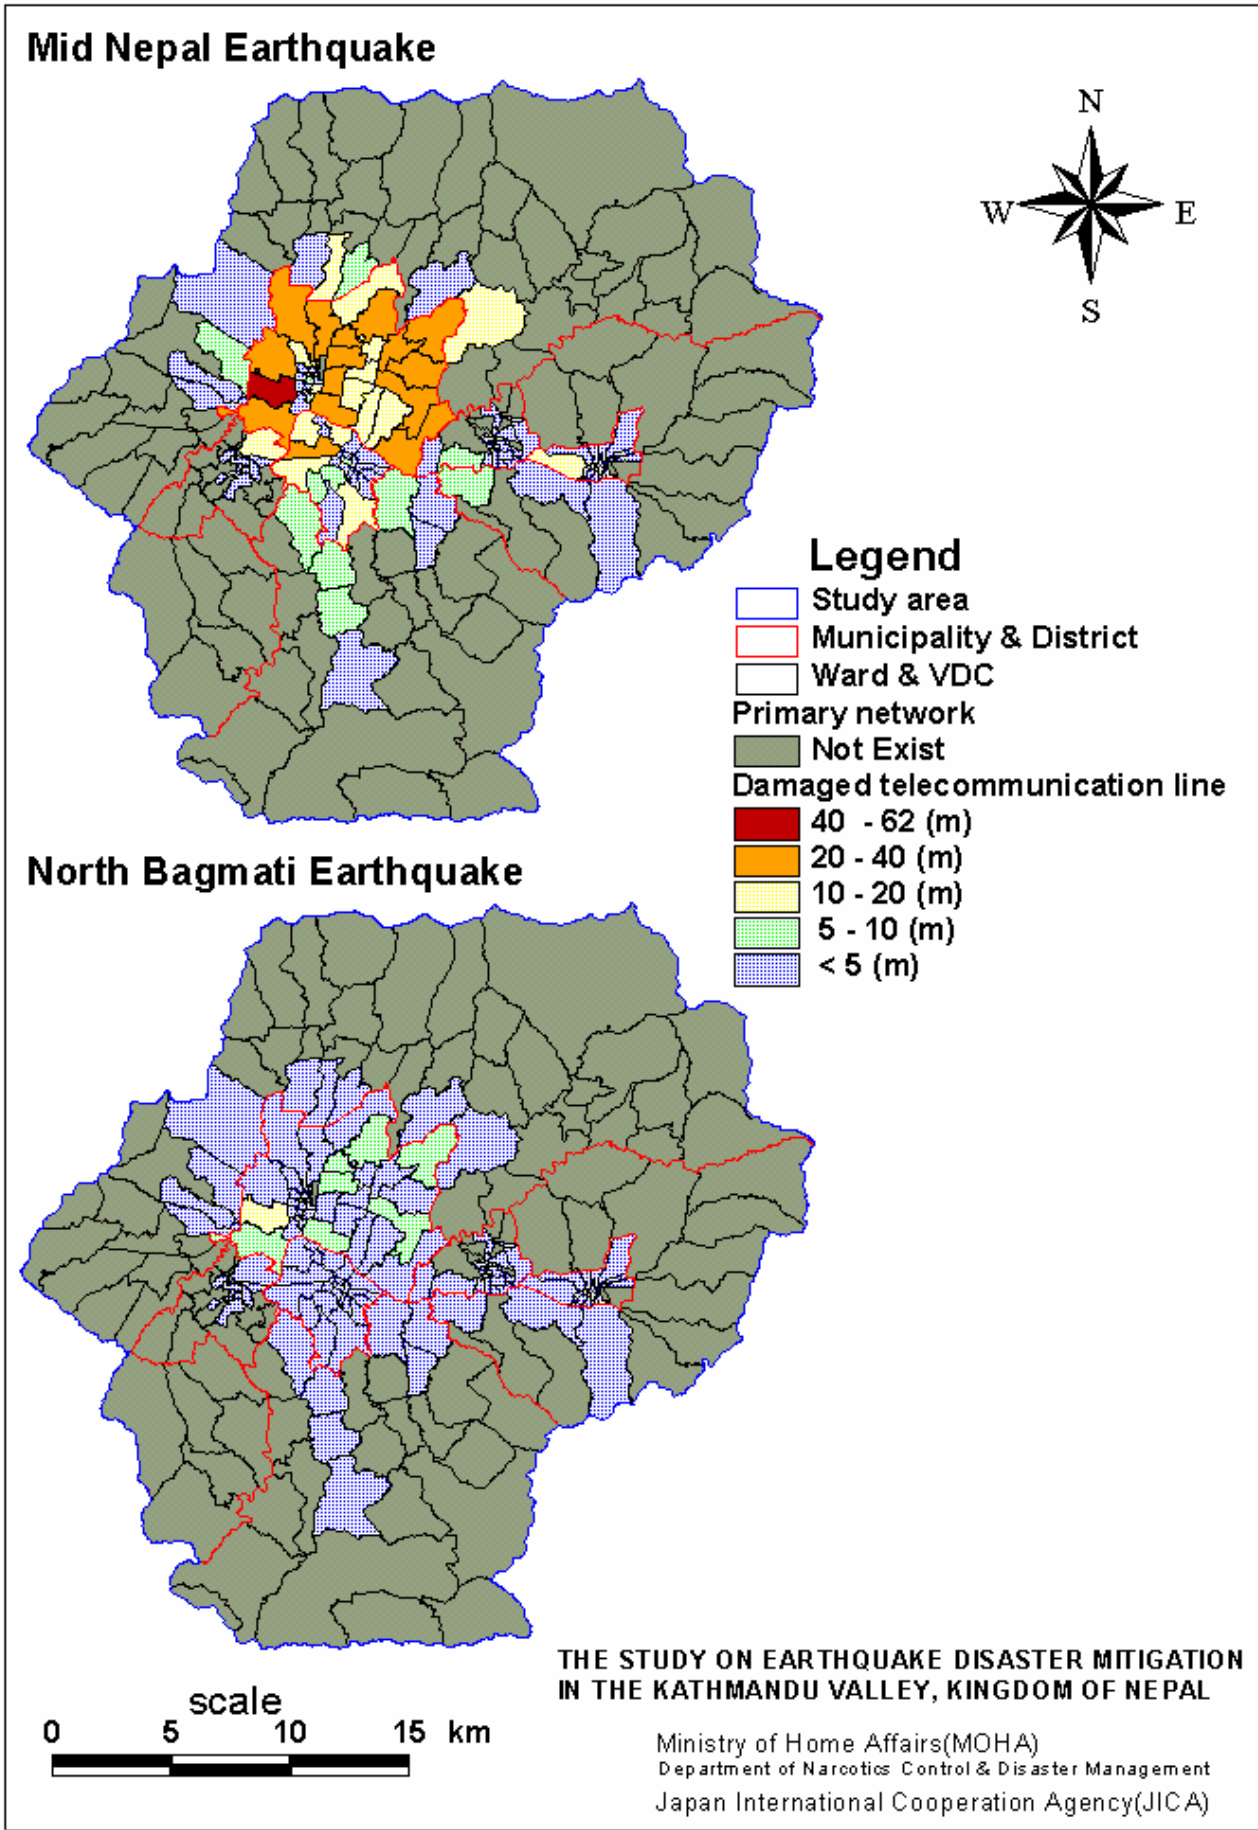 Mid Nepal Earthquake
N
W
E
S
Legend
Study area
Municipality & District
Ward & VDC
Primary network
Not Exist
Damaged telecommunication line
40 - 62 (m)
20 - 40 (m)
10 - 20 (m)
5 - 10 (m)
< 5 (m)
North Bagmati Earthquake
THE STUDY ON EARTHQUAKE DISASTER MITIGATION
IN THE KATHMANDU VALLEY, KINGDOM OF NEPAL
scale
0 5 10 15 km
Ministry of Home Affairs(MOHA)
Department of Narcotics Control & Disaster Management
Japan International Cooperation Agency(JICA)